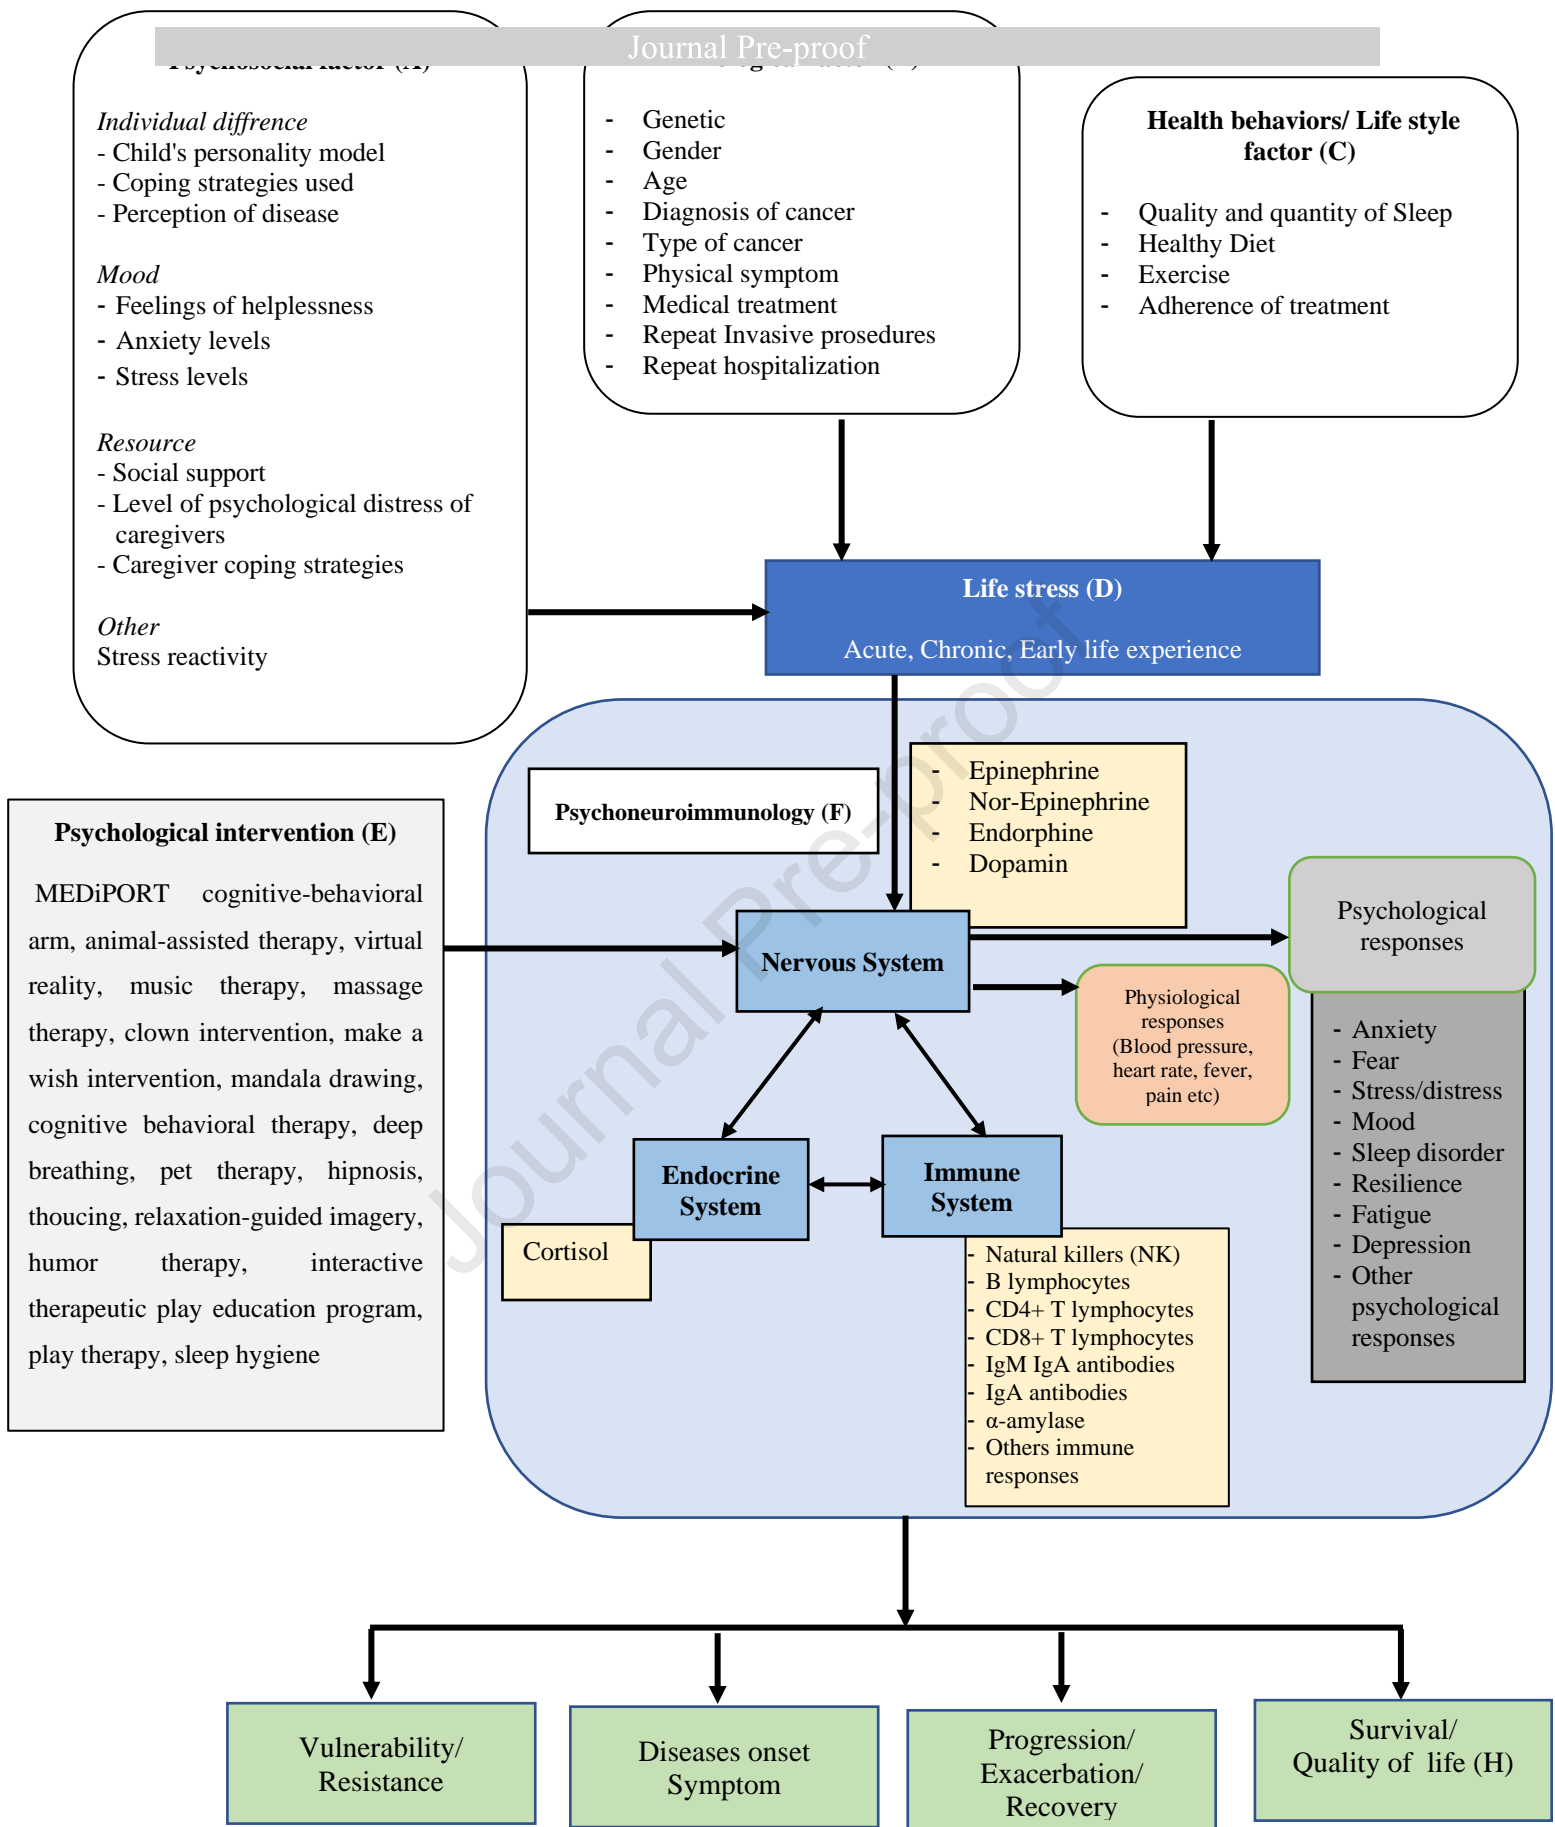 Journal Pre-proof
Psychosocial factor (A)
Individual diffrence
- Child's personality model
- Coping strategies used
- Perception of disease
Mood
- Feelings of helplessness
- Anxiety levels
- Stress levels
Resource
- Social support
- Level of psychological distress of
caregivers
- Caregiver coping strategies
Other
Stress reactivity
- Genetic
- Gender
- Age
- Diagnosis of cancer
- Type of cancer
- Physical symptom
- Medical treatment
- Repeat Invasive prosedures
- Repeat hospitalization
Health behaviors/ Life style
factor (C)
- Quality and quantity of Sleep
- Healthy Diet
- Exercise
- Adherence of treatment
Life stress (D)
Acute, Chronic, Early life experience
Psychological intervention (E)
MEDiPORT cognitive-behavioral
arm, animal-assisted therapy, virtual
reality, music therapy, massage
therapy, clown intervention, make a
wish intervention, mandala drawing,
cognitive behavioral therapy, deep
breathing, pet therapy, hipnosis,
thoucing, relaxation-guided imagery,
humor therapy, interactive
therapeutic play education program,
play therapy, sleep hygiene
Psychoneuroimmunology (F)
- Epinephrine
- Nor-Epinephrine
- Endorphine
- Dopamin
Nervous System
Psychological
responses
Physiological
responses
(Blood pressure,
heart rate, fever,
pain etc)
- Anxiety
- Fear
- Stress/distress
- Mood
- Sleep disorder
- Resilience
- Fatigue
- Depression
- Other
psychological
responses
Endocrine
System
Immune
System
Cortisol
- Natural killers (NK)
- B lymphocytes
- CD4+ T lymphocytes
- CD8+ T lymphocytes
- IgM IgA antibodies
- IgA antibodies
- α-amylase
- Others immune
responses
Journal Pre-proof
Vulnerability/
Resistance
Diseases onset
Symptom
Progression/
Exacerbation/
Recovery
Survival/
Quality of life (H)